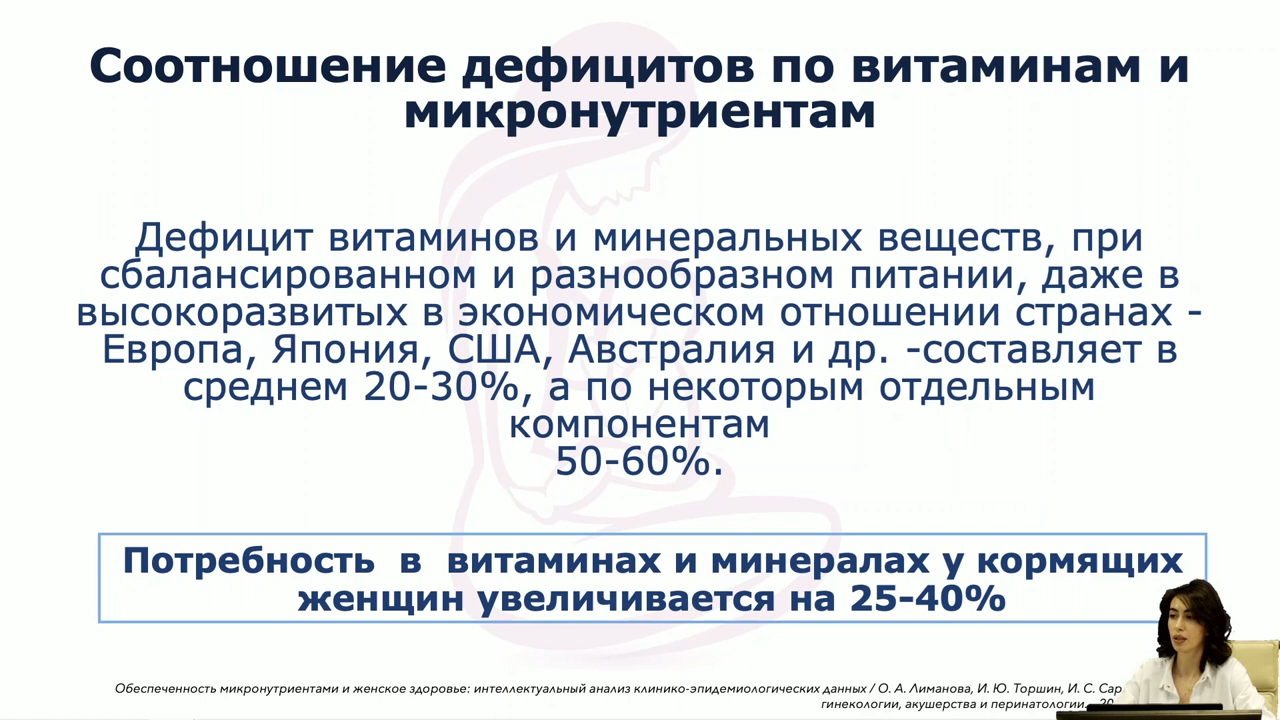 Соотношение дефицитов по витаминам и
микронутриентам
Дефицит витаминов и минеральных веществ, при
сбалансированном и разнообразном питании, даже в
высокоразвитых в экономическом отношении странах -
Европа, Япония, США, Австралия и др. -составляет в
среднем 20-30%, а по некоторым отдельным
компонентам
50-60%.
Потребность в витаминах и минералах у кормящих
женщин увеличивается на 25-40%
Обеспеченность микронутриентами и женское здоровье: интеллектуальный анализ клинико-эпидемиологических данных / О. А. Лиманова, И. Ю. Торшин, И. С.
гинекологии, акушерства и перинатологии.